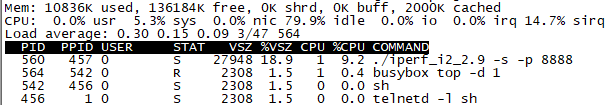 Mem: 10836K used, 136184K free, 0K shrd, 0K buff, 2000K cached
CPU:  0.0% usr  5.3% sys  0.0% nic 79.9% idle  0.0% io  0.0% irq 14.7% sirq
Load average: 0.30 0.15 0.09 3/47 564
PID PPID USER STAT VSZ %VSZ CPU %CPU COMMAND
560 457 0 S 27948 18.9 1 9.2 ./iperf_i2_2.9 -s -p 8888
564 542 0 R 2308 1.5 1 0.4 busybox top -d 1
542 456 0 S 2308 1.5 0 0.0 sh
456 1 0 S 2308 1.5 0 0.0 telnetd -l sh